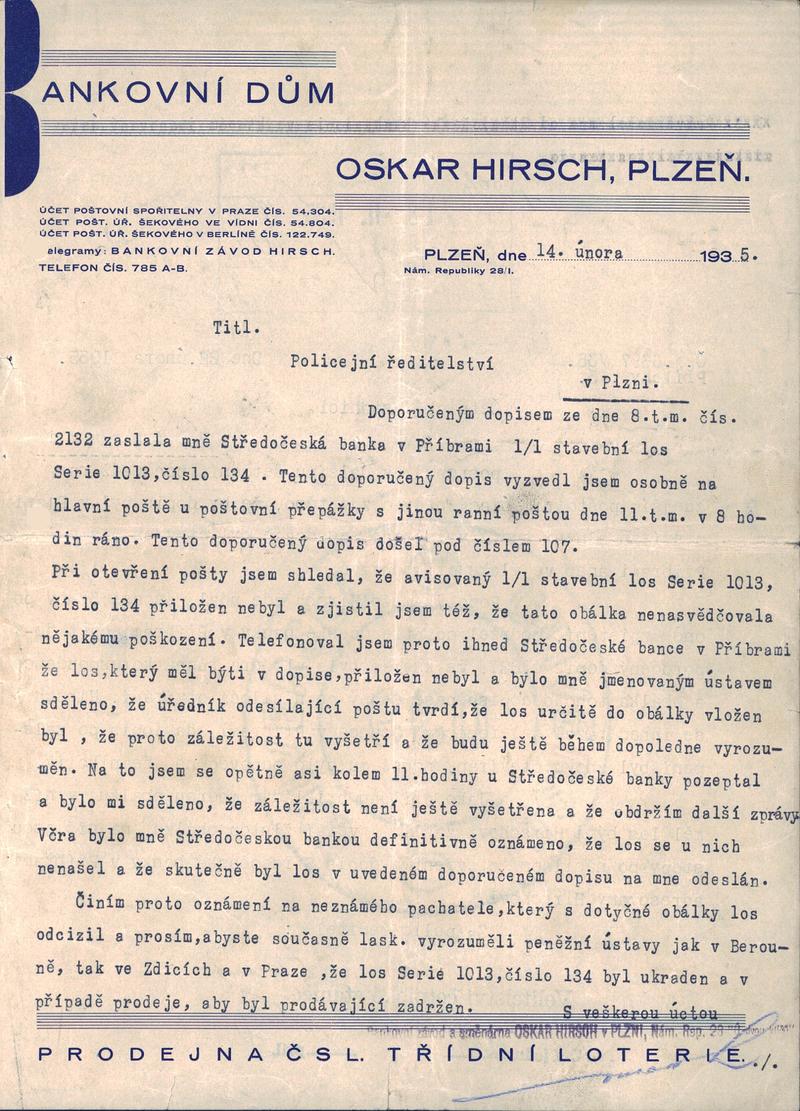 BANKOVNÍ DŮM
OSKAR HIRSCH, PLZEŇ.
ÚČET POŠTOVNÍ SPOŘITELNY V PRAZE ČÍS. 54.304.
ÚČET POŠT. ÚŘ. ŠEKOVÉHO VE VÍDNI ČÍS. 54.804.
ÚČET POŠT. ÚŘ. ŠEKOVÉHO V BERLÍNĚ ČÍS. 122.749.
elegramy: BANKOVNÍ ZÁVOD HIRSCH.
TELEFON ČÍS. 785 A-B.
PLZEŇ, dne 14. února 1935.
Nám. Republiky 28/I.
Titl.
Policejní ředitelství
v Plzni.
Doporučeným dopisem ze dne 8.t.m. čís.
2132 zaslala mně Středočeská banka v Příbrami 1/1 stavební los
Serie 1013,číslo 134 . Tento doporučený dopis vyzvedl jsem osobně na
hlavní poště u poštovní přepážky s jinou ranní poštou dne 11.t.m. v 8 ho-
din ráno. Tento doporučený dopis došel pod číslem 107.
Při otevření pošty jsem shledal, že avisovaný 1/1 stavební los Serie 1013,
číslo 134 přiložen nebyl a zjistil jsem též, že tato obálka nenasvědčovala
nějakému poškození. Telefonoval jsem proto ihned Středočeské bance v Příbrami
že los,který měl býti v dopise,přiložen nebyl a bylo mně jmenovaným ústavem
sděleno, že úředník odesílající poštu tvrdí,že los určitě do obálky vložen
byl , že proto záležitost tu vyšetří a že budu ještě během dopoledne vyrozu-
měn. Na to jsem se opětně asi kolem 11.hodiny u Středočeské banky pozeptal
a bylo mi sděleno, že záležitost není ještě vyšetřena a že obdržím další zprávy
Včra bylo mně Středočeskou bankou definitivně oznámeno, že los se u nich
nenašel a že skutečně byl los v uvedeném doporučeném dopisu na mne odeslán.
Činím proto oznámení na neznámého pachatele,který s dotyčné obálky los
odcizil a prosím,abyste současně lask. vyrozuměli peněžní ústavy jak v Berou-
ně, tak ve Zdicích a v Praze ,že los Serie 1013,číslo 134 byl ukraden a v
případě prodeje, aby byl prodávající zadržen.
S veškerou úctou
Bankovní závod a směnárna OSKAR HIRSCH v PLZNI, Nám. Rep.
PRODEJNA ČSL. TŘÍDNÍ LOTERIE.
./.